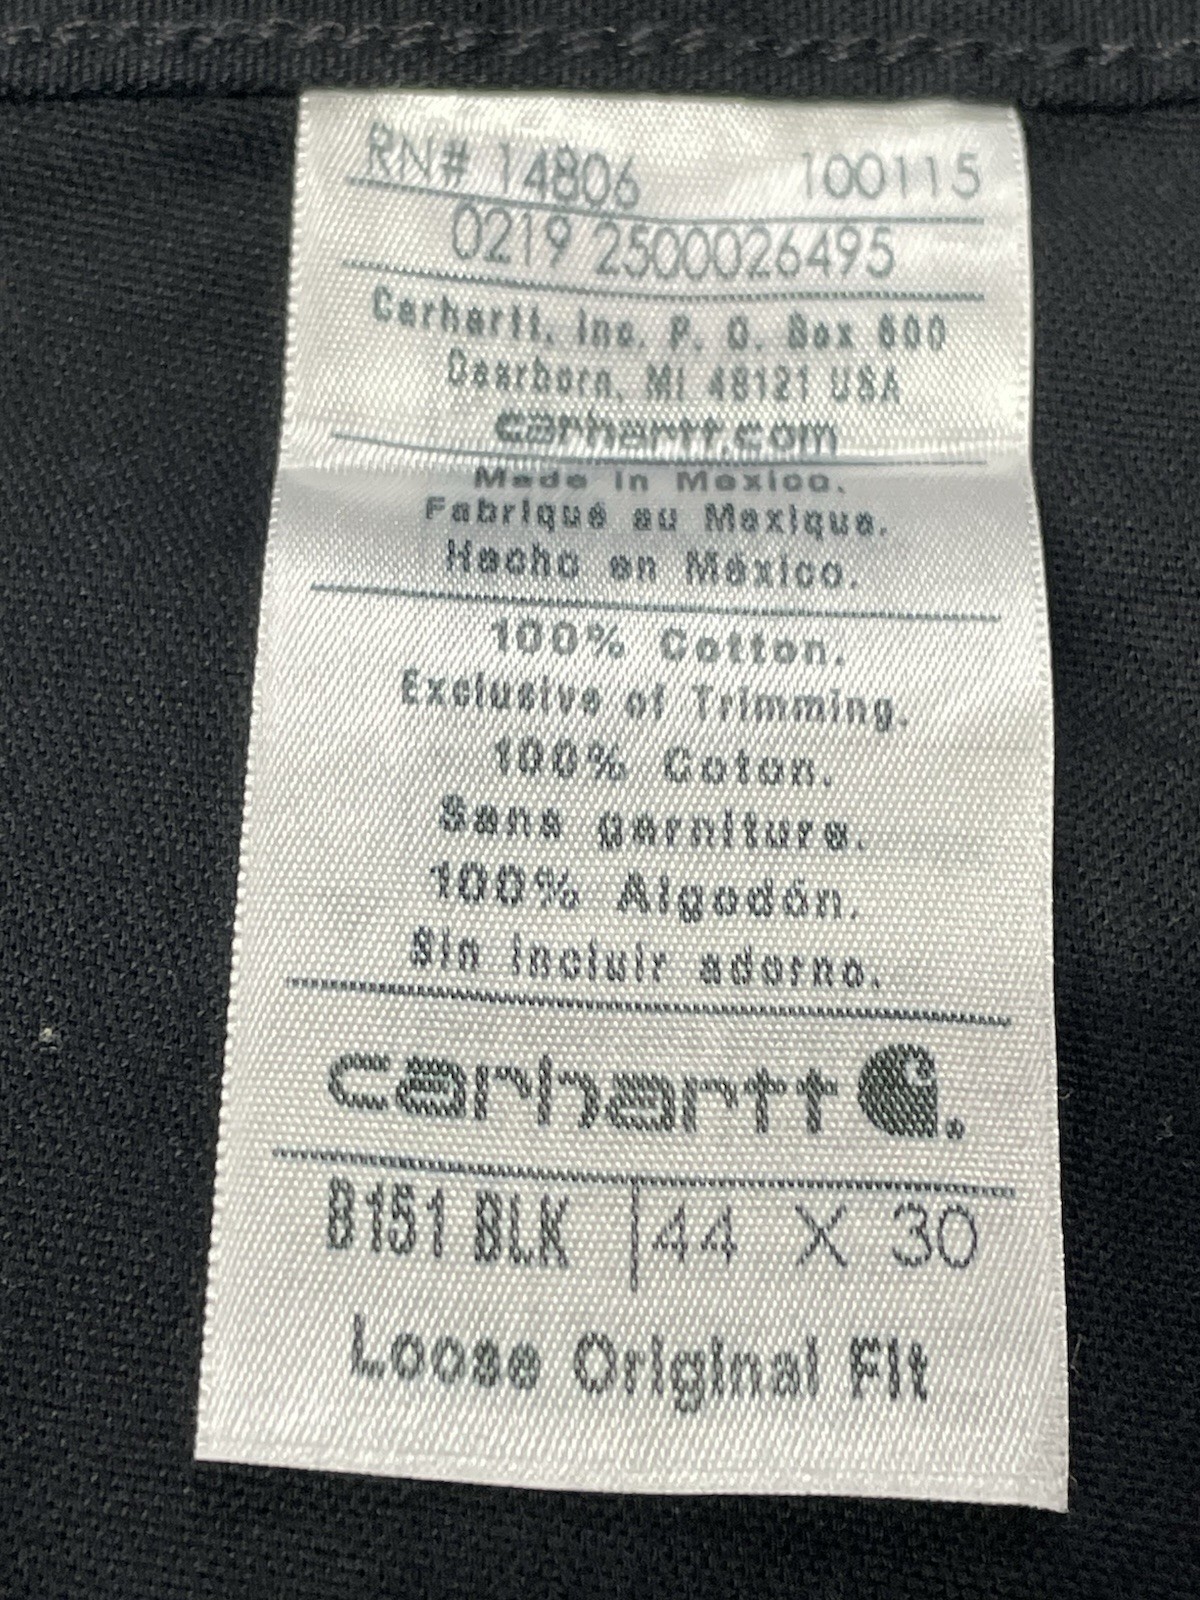 RN# 14806 100115
0219 2500026495
Carhartt, Inc. P. O. Box 600
Dearborn, MI 48121 USA
carhartt.com
Made in Mexico.
Fabriqué au Mexique.
Hecho en México.
100% Cotton.
Exclusive of Trimming.
100% Coton.
Sans garniture.
100% Algodón.
Sin incluir adorno.
carhartt
B151 BLK | 44 X 30
Loose Original Fit